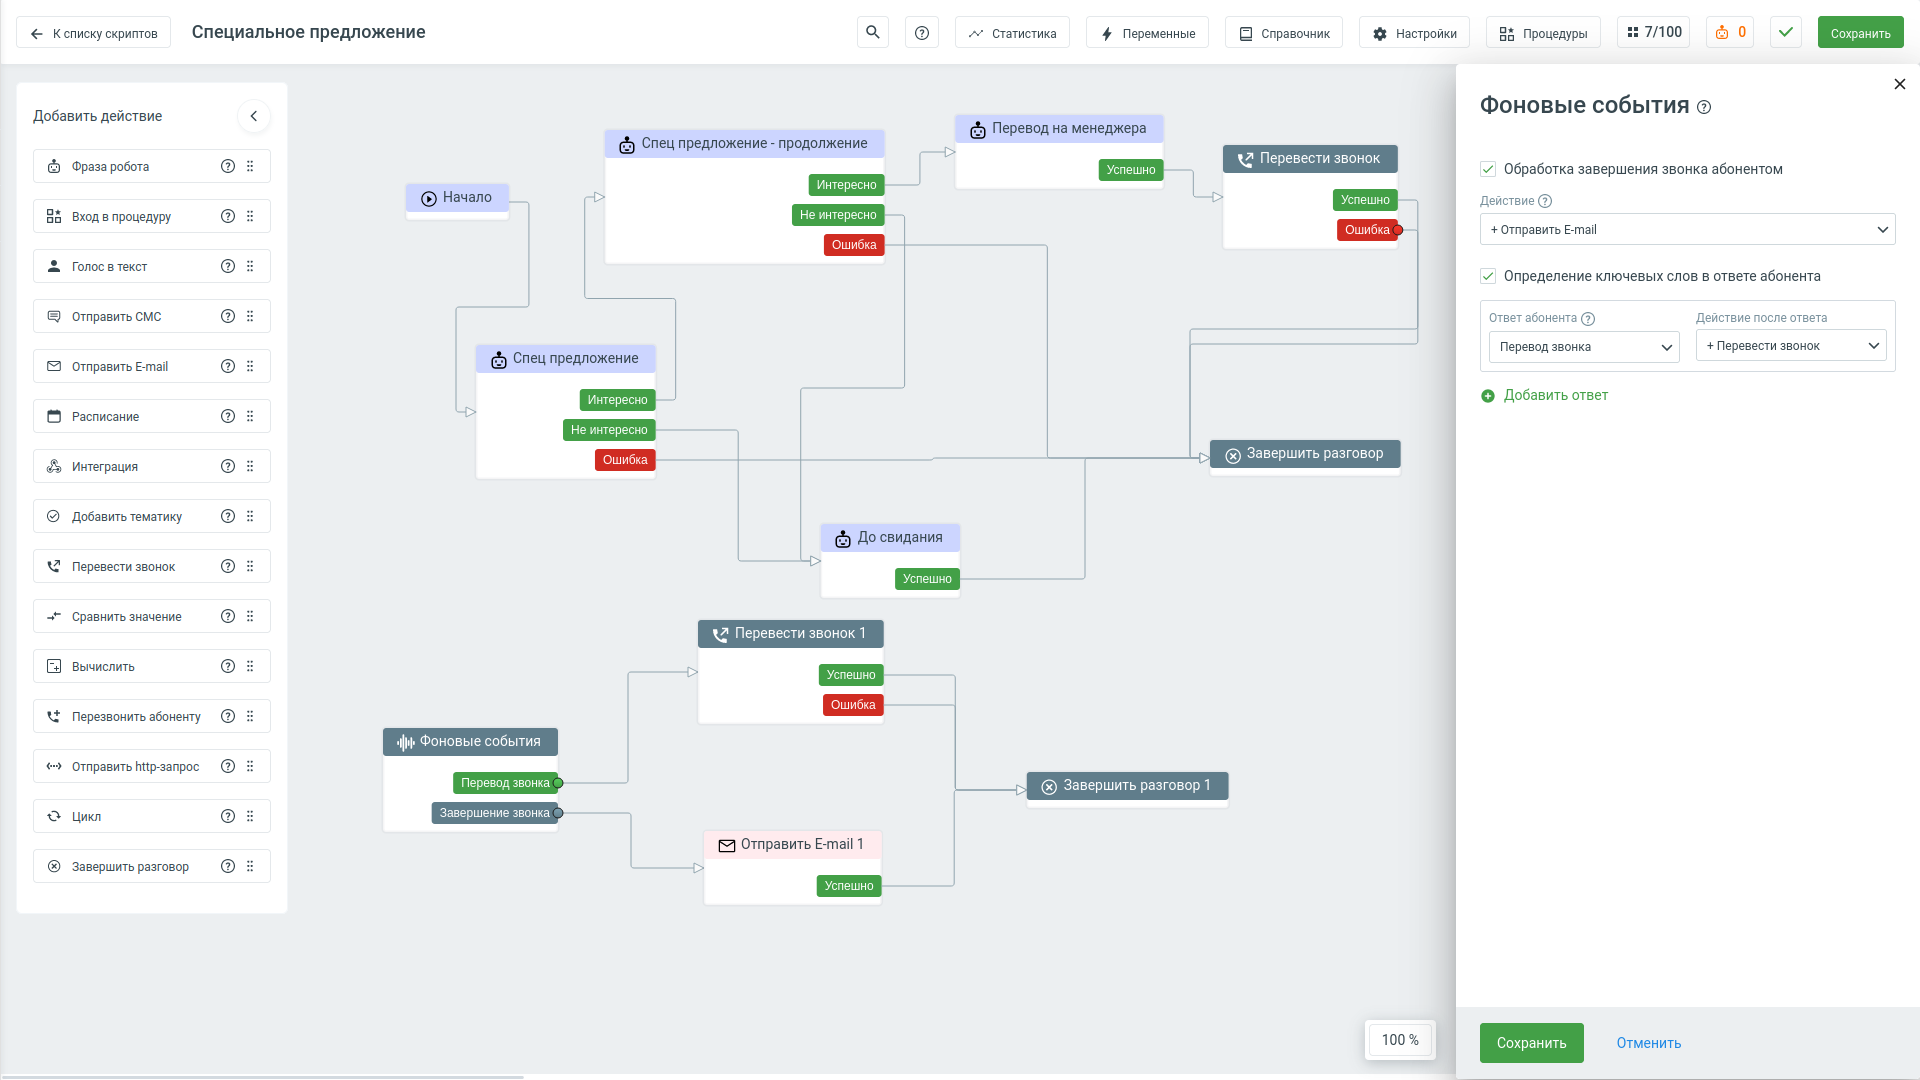 К списку скриптов
Специальное предложение
Статистика
Переменные
Справочник
Настройки
Процедуры
7/100
0
Сохранить
Добавить действие
Фраза робота
Вход в процедуру
Голос в текст
Отправить СМС
Отправить E-mail
Расписание
Интеграция
Добавить тематику
Перевести звонок
Сравнить значение
Вычислить
Перезвонить абоненту
Отправить http-запрос
Цикл
Завершить разговор
Начало
Спец предложение - продолжение
Интересно
Не интересно
Ошибка
Перевод на менеджера
Успешно
Перевести звонок
Успешно
Ошибка
Спец предложение
Интересно
Не интересно
Ошибка
Завершить разговор
До свидания
Успешно
Перевести звонок 1
Успешно
Ошибка
Фоновые события
Перевод звонка
Завершение звонка
Завершить разговор 1
Отправить E-mail 1
Успешно
100 %
Фоновые события
Обработка завершения звонка абонентом
Действие
+ Отправить E-mail
Определение ключевых слов в ответе абонента
Ответ абонента
Действие после ответа
Перевод звонка
+ Перевести звонок
Добавить ответ
Сохранить
Отменить